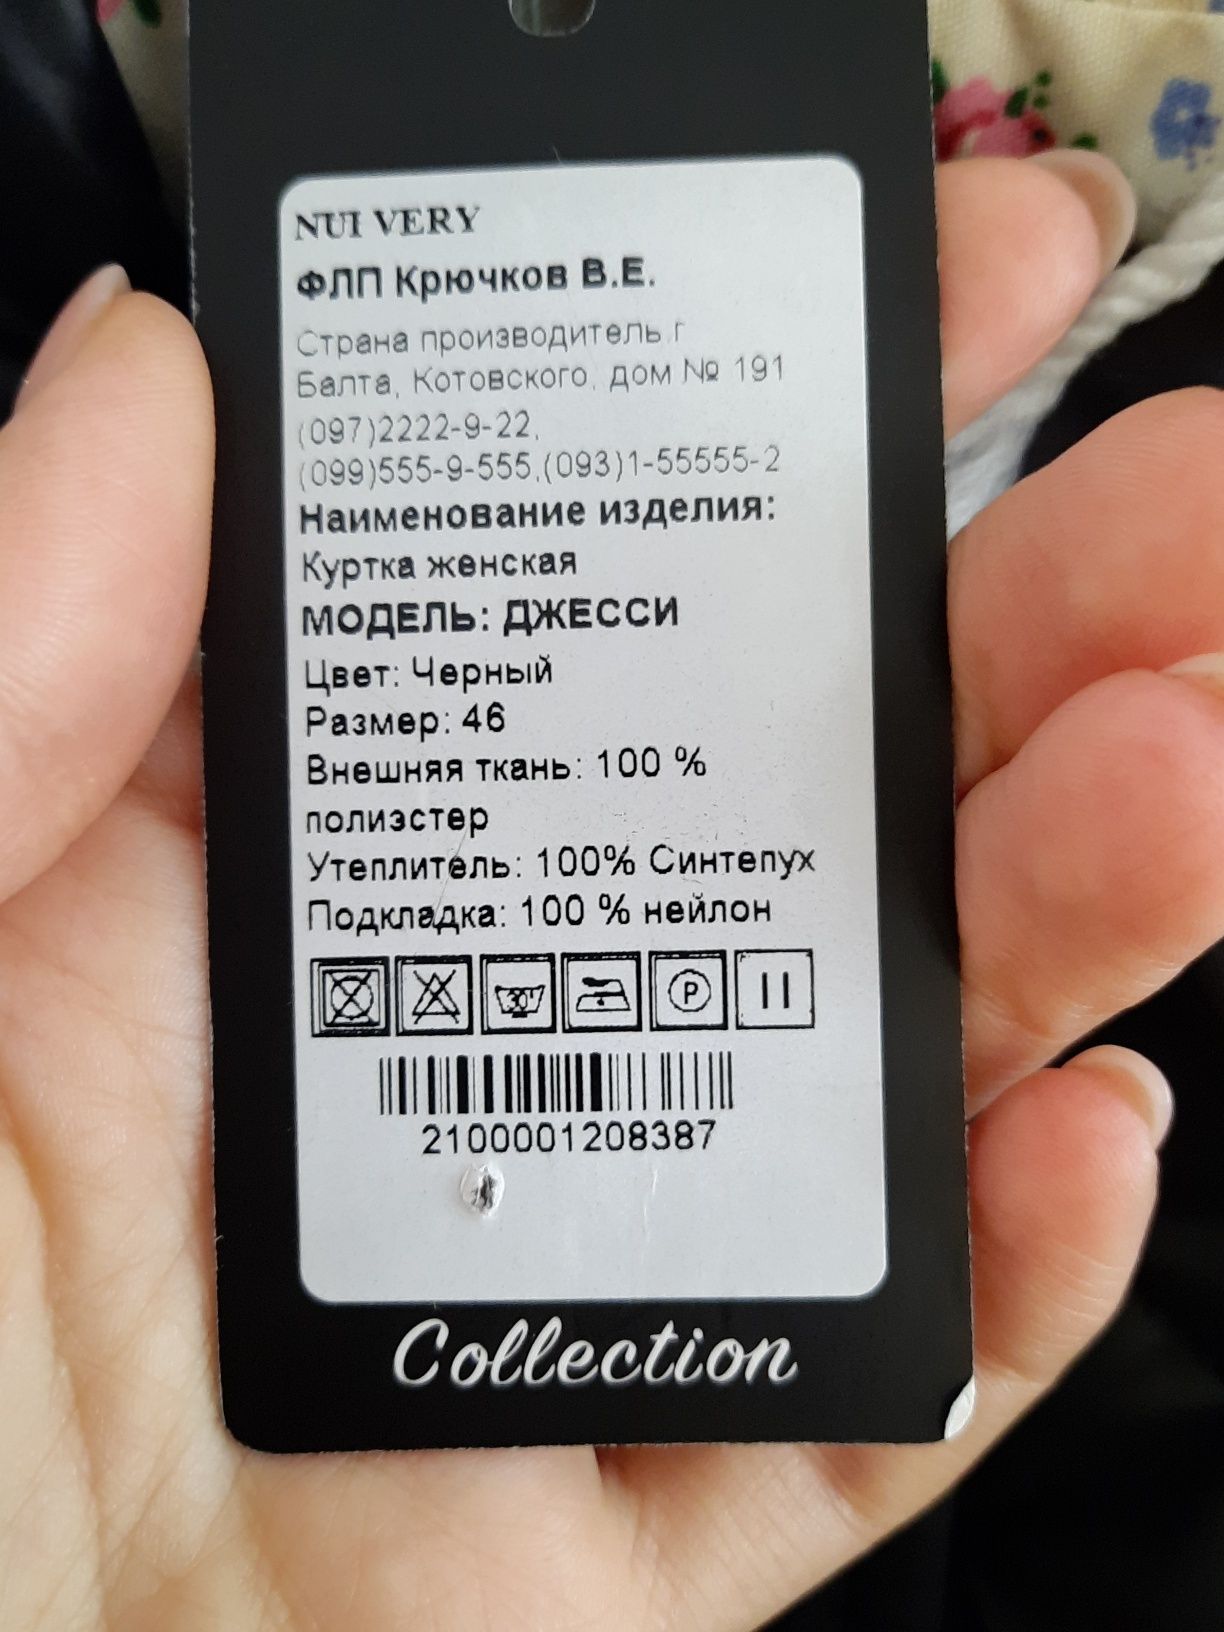 NUI VERY
ФЛП Крючков В.Е.
Страна производитель.г
Балта, Котовского, дом № 191
(097)2222-9-22,
(099)555-9-555,(093)1-55555-2
Наименование изделия:
Куртка женская
МОДЕЛЬ: ДЖЕССИ
Цвет: Черный
Размер: 46
Внешняя ткань: 100 %
полиэстер
Утеплитель: 100% Синтепух
Подкладка: 100 % нейлон
30° P
2100001208387
Collection